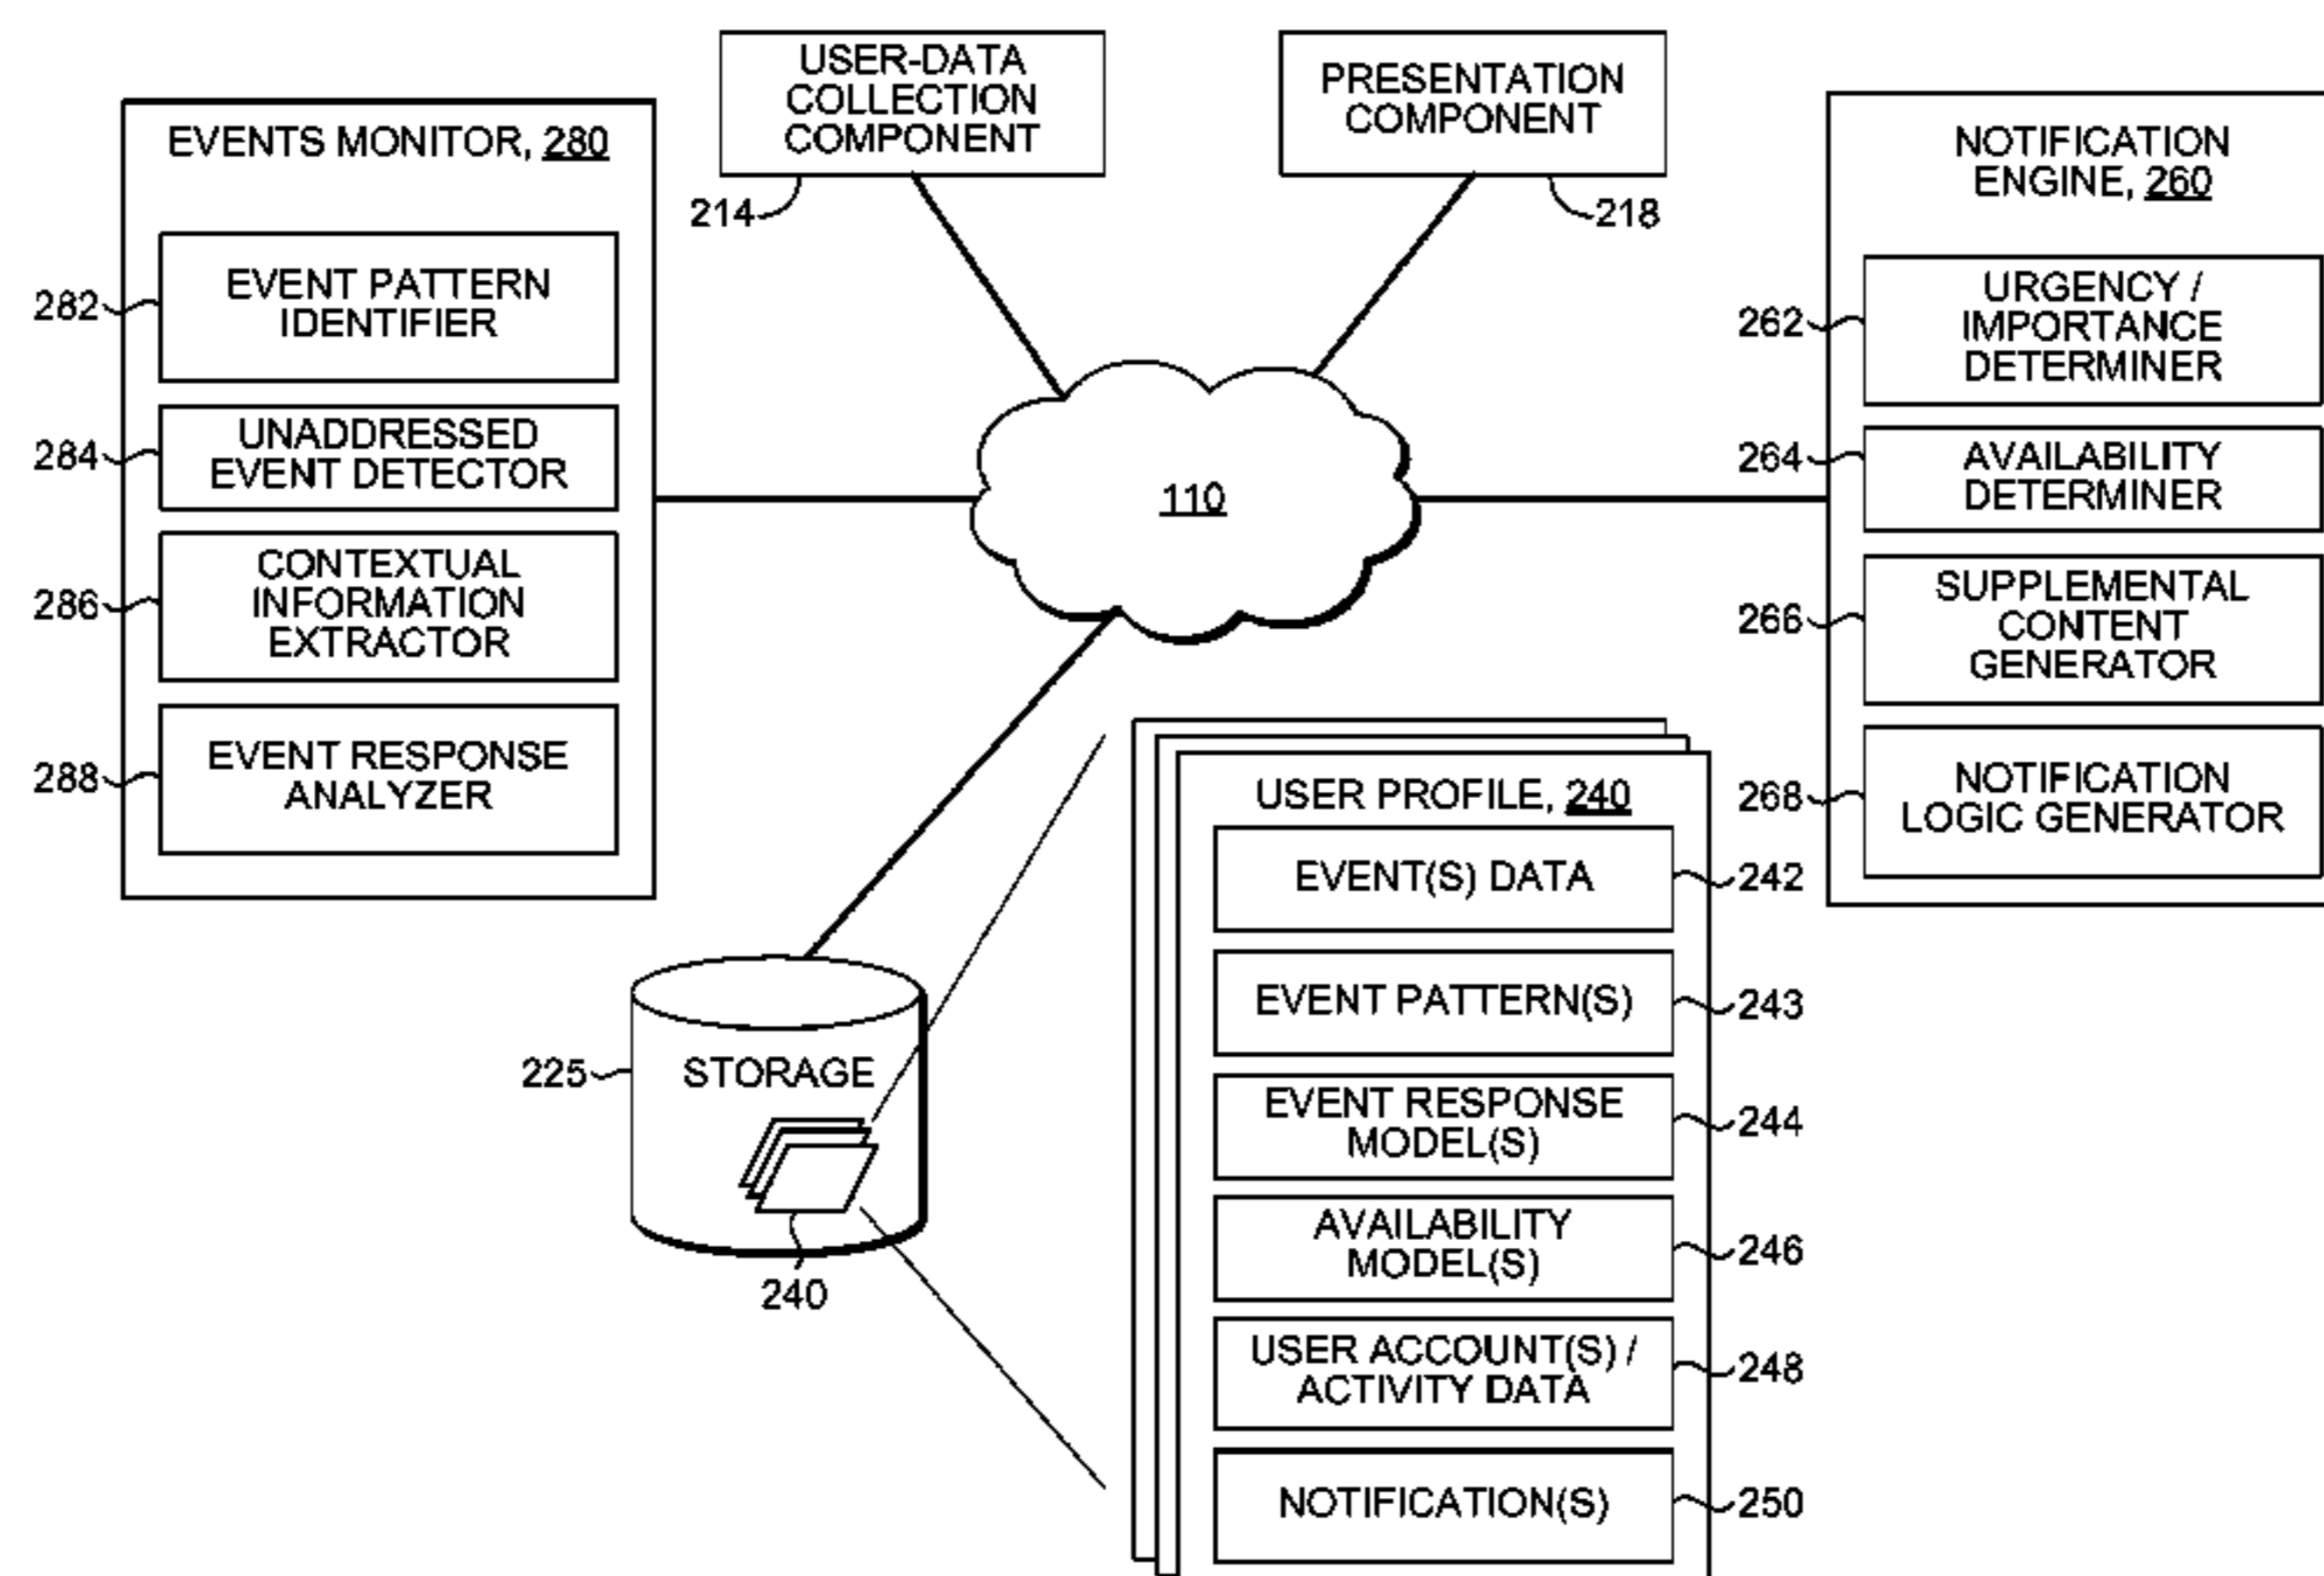 USER-DATA
COLLECTION
COMPONENT
214
PRESENTATION
COMPONENT
218
EVENTS MONITOR, 280
282
EVENT PATTERN
IDENTIFIER
284
UNADDRESSED
EVENT DETECTOR
286
CONTEXTUAL
INFORMATION
EXTRACTOR
288
EVENT RESPONSE
ANALYZER
110
NOTIFICATION
ENGINE, 260
262
URGENCY /
IMPORTANCE
DETERMINER
264
AVAILABILITY
DETERMINER
266
SUPPLEMENTAL
CONTENT
GENERATOR
268
NOTIFICATION
LOGIC GENERATOR
225
STORAGE
240
USER PROFILE, 240
EVENT(S) DATA
242
EVENT PATTERN(S)
243
EVENT RESPONSE
MODEL(S)
244
AVAILABILITY
MODEL(S)
246
USER ACCOUNT(S) /
ACTIVITY DATA
248
NOTIFICATION(S)
250